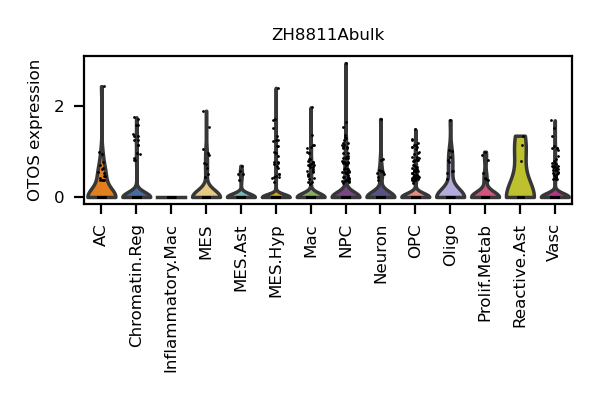 ZH8811Abulk
OTOS expression
2
0
AC
Chromatin.Reg
Inflammatory.Mac
MES
MES.Ast
MES.Hyp
Mac
NPC
Neuron
OPC
Oligo
Prolif.Metab
Reactive.Ast
Vasc